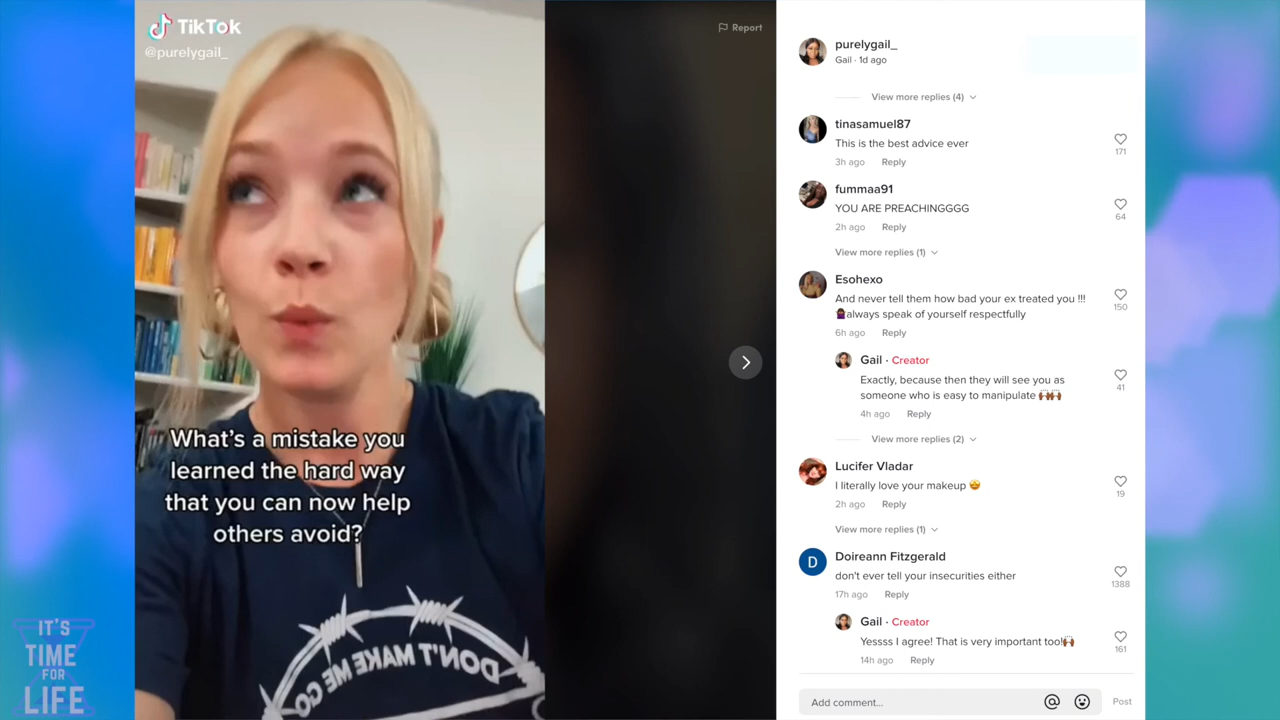 TikTok
@purelygail_
Report
What's a mistake you
learned the hard way
that you can now help
others avoid?
DON'T MAKE ME GO
IT'S
TIME
FOR
LIFE
purelygail_
Gail · 1d ago
View more replies (4)
tinasamuel87
This is the best advice ever
171
3h ago Reply
fummaa91
YOU ARE PREACHINGGGG
64
2h ago Reply
View more replies (1)
Esohexo
And never tell them how bad your ex treated you !!!
🙅🏿‍♀️always speak of yourself respectfully
150
6h ago Reply
Gail · Creator
Exactly, because then they will see you as
someone who is easy to manipulate 🙌🏾🙌🏾
41
4h ago Reply
View more replies (2)
Lucifer Vladar
I literally love your makeup 🤩
19
2h ago Reply
View more replies (1)
D
Doireann Fitzgerald
don't ever tell your insecurities either
1388
17h ago Reply
Gail · Creator
Yessss I agree! That is very important too!🙌🏾
161
14h ago Reply
Add comment...
@
Post